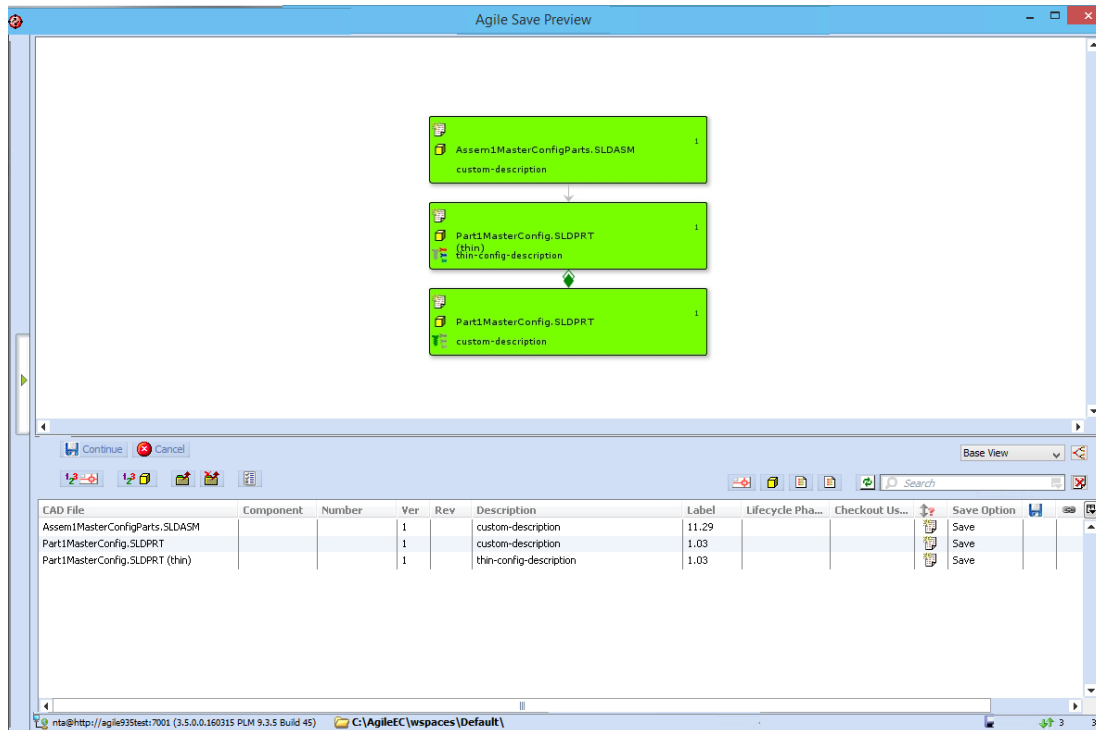 Agile Save Preview
1
Assem1MasterConfigParts.SLDASM
custom-description
1
Part1MasterConfig.SLDPRT
(thin)
thin-config-description
1
Part1MasterConfig.SLDPRT
custom-description
Continue Cancel Base View
Search
CAD File Component Number Ver Rev Description Label Lifecycle Pha... Checkout Us... Save Option
Assem1MasterConfigParts.SLDASM 1 custom-description 11.29 Save
Part1MasterConfig.SLDPRT 1 custom-description 1.03 Save
Part1MasterConfig.SLDPRT (thin) 1 thin-config-description 1.03 Save
nta@http://agile935test:7001 (3.5.0.0.160315 PLM 9.3.5 Build 45) C:\AgileEC\wspaces\Default\ 3 3